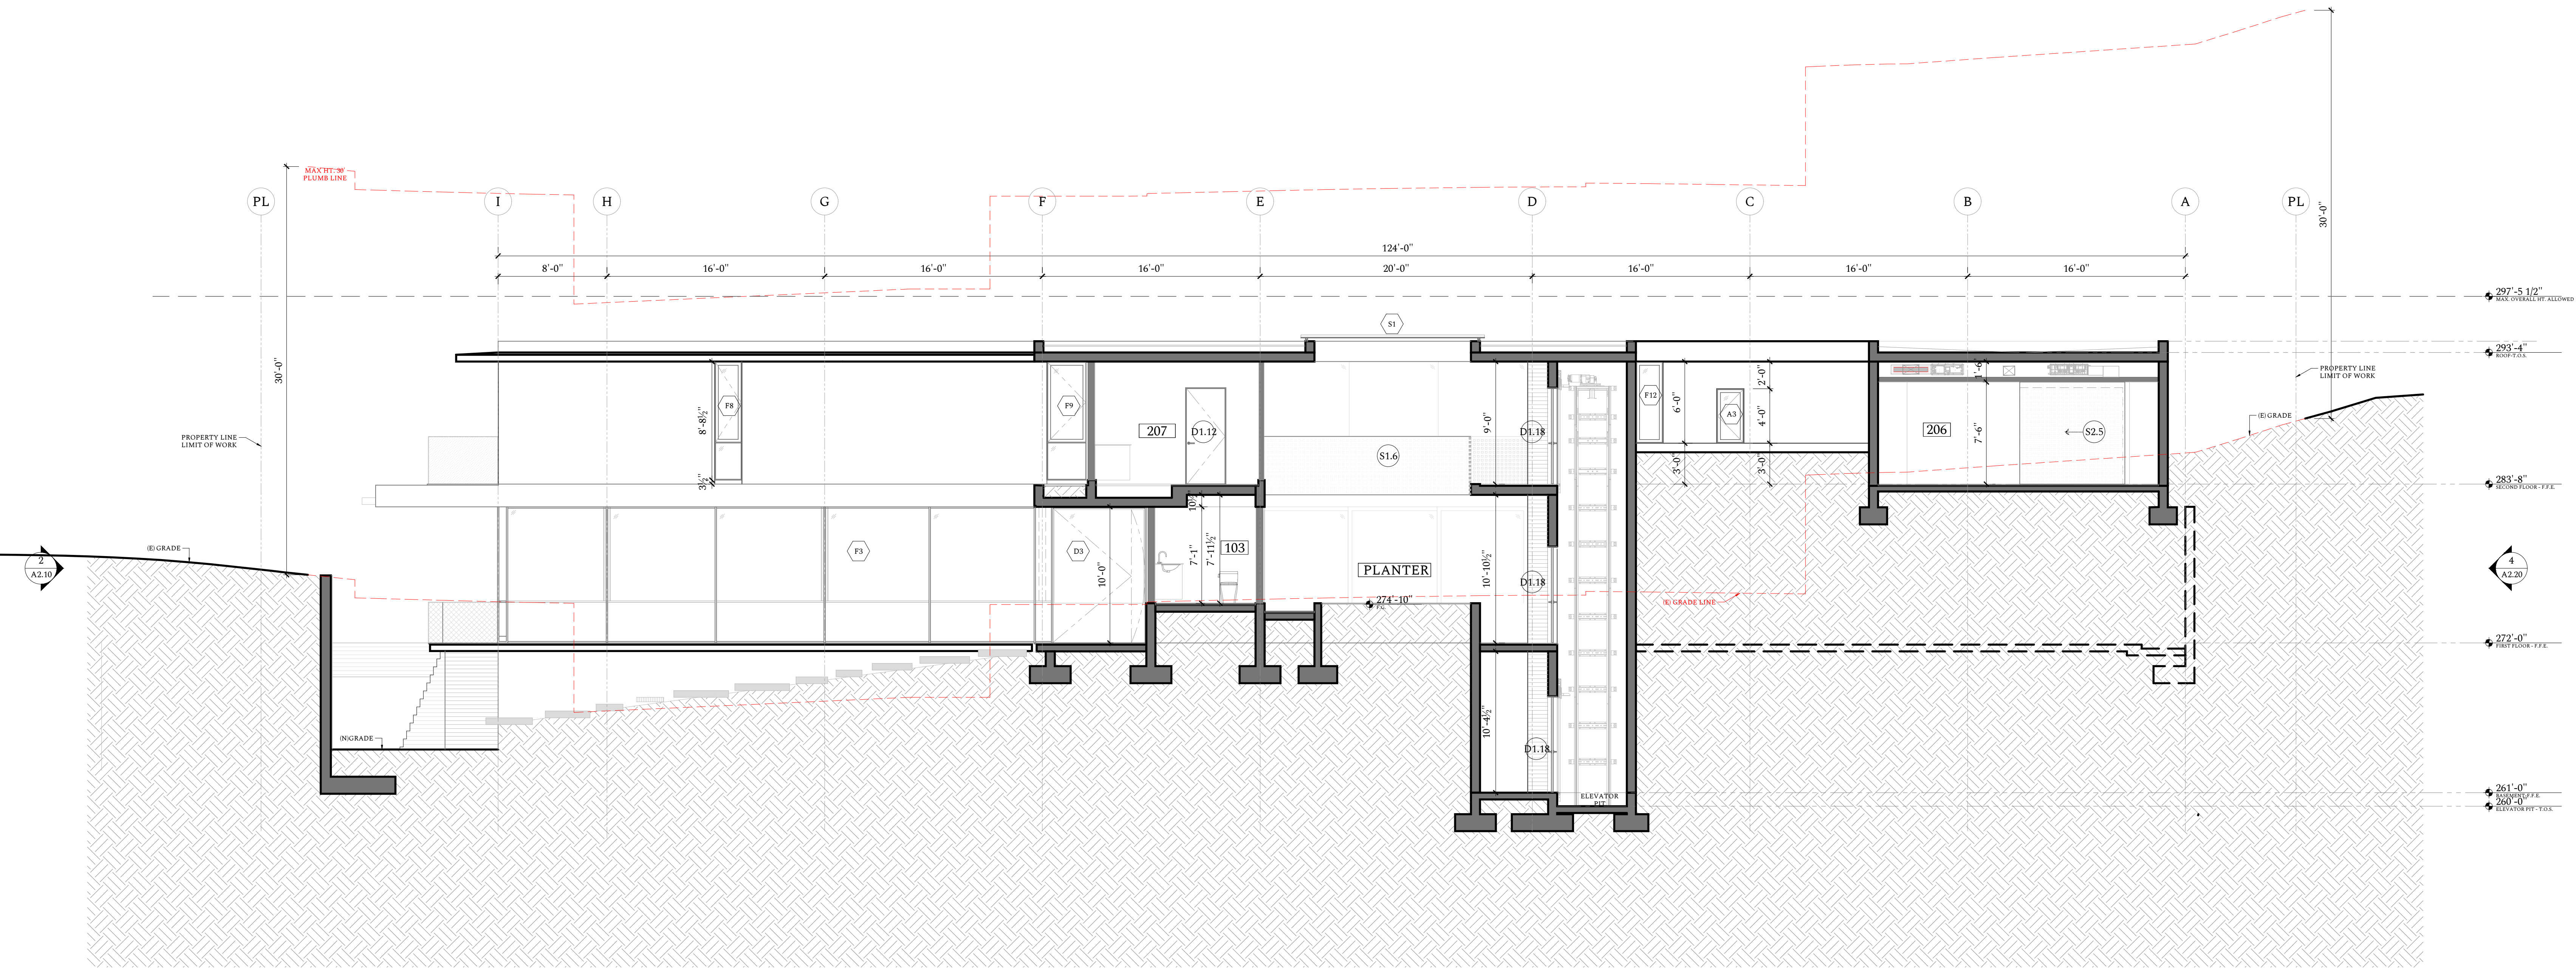 MAX HT. 30'
PLUMB LINE
PL
I
H
G
F
E
D
C
B
A
PL
30'-0"
124'-0"
8'-0"
16'-0"
16'-0"
16'-0"
20'-0"
16'-0"
16'-0"
16'-0"
297'-5 1/2"
MAX. OVERALL HT. ALLOWED
S1
293'-4"
ROOF-T.O.S.
30'-0"
PROPERTY LINE
LIMIT OF WORK
1'-6"
2'-0"
F8
F9
F12
6'-0"
A3
4'-0"
8'-8½"
9'-0"
(E) GRADE
207
D1.12
D1.18
206
7'-6"
S2.5
PROPERTY LINE
LIMIT OF WORK
S1.6
3'-0"
3'-0"
3½"
283'-8"
SECOND FLOOR - F.F.E.
10½"
(E) GRADE
F3
D3
7'-1"
7'-11½"
103
2
A2.10
10'-0"
PLANTER
10'-10½"
D1.18
4
A2.20
274'-10"
F.G.
(E) GRADE LINE
272'-0"
FIRST FLOOR - F.F.E.
10'-4½"
(N)GRADE
D1.18
261'-0"
BASEMENT-F.F.E.
ELEVATOR
PIT
260'-0"
ELEVATOR PIT - T.O.S.